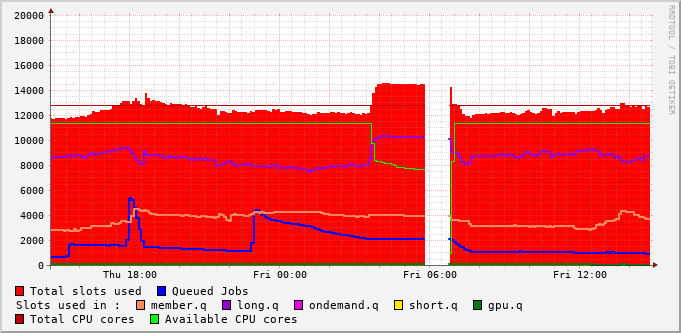 20000
18000
16000
14000
12000
10000
8000
6000
4000
2000
0
Thu 18:00 Fri 00:00 Fri 06:00 Fri 12:00
Total slots used Queued Jobs
Slots used in : member.q long.q ondemand.q short.q gpu.q
Total CPU cores Available CPU cores
RRDTOOL / TOBI OETIKER